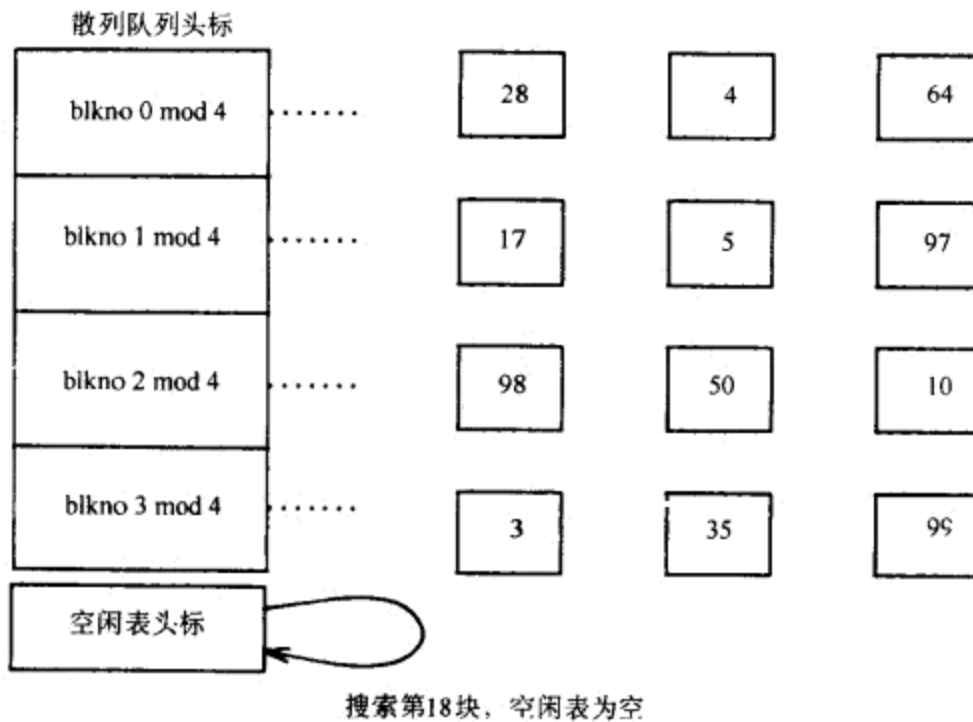 散列队列头标
blkno 0 mod 4
28
4
64
blkno 1 mod 4
17
5
97
blkno 2 mod 4
98
50
10
blkno 3 mod 4
3
35
99
空闲表头标
搜索第18块，空闲表为空